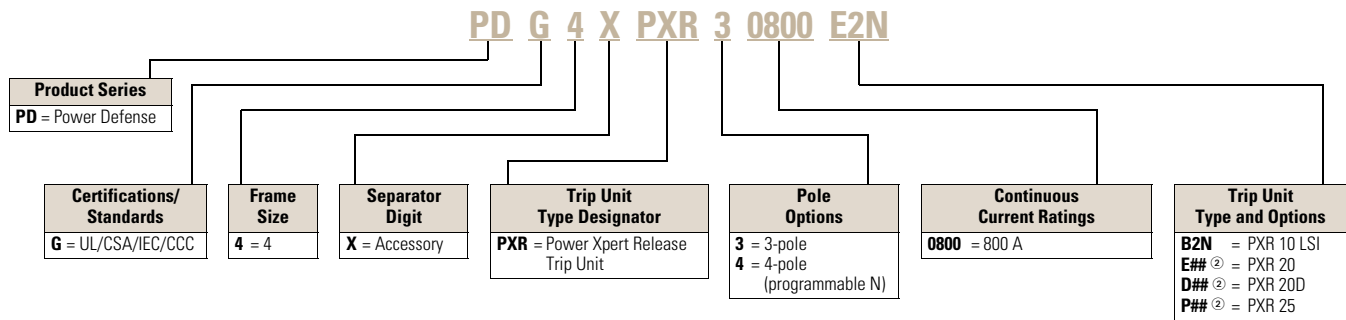 PD G 4 X PXR 3 0800 E2N
Product Series
PD = Power Defense
Certifications/
Standards
G = UL/CSA/IEC/CCC
Frame
Size
4 = 4
Separator
Digit
X = Accessory
Trip Unit
Type Designator
PXR = Power Xpert Release
Trip Unit
Pole
Options
3 = 3-pole
4 = 4-pole
(programmable N)
Continuous
Current Ratings
0800 = 800 A
Trip Unit
Type and Options
B2N = PXR 10 LSI
E## ② = PXR 20
D## ② = PXR 20D
P## ② = PXR 25